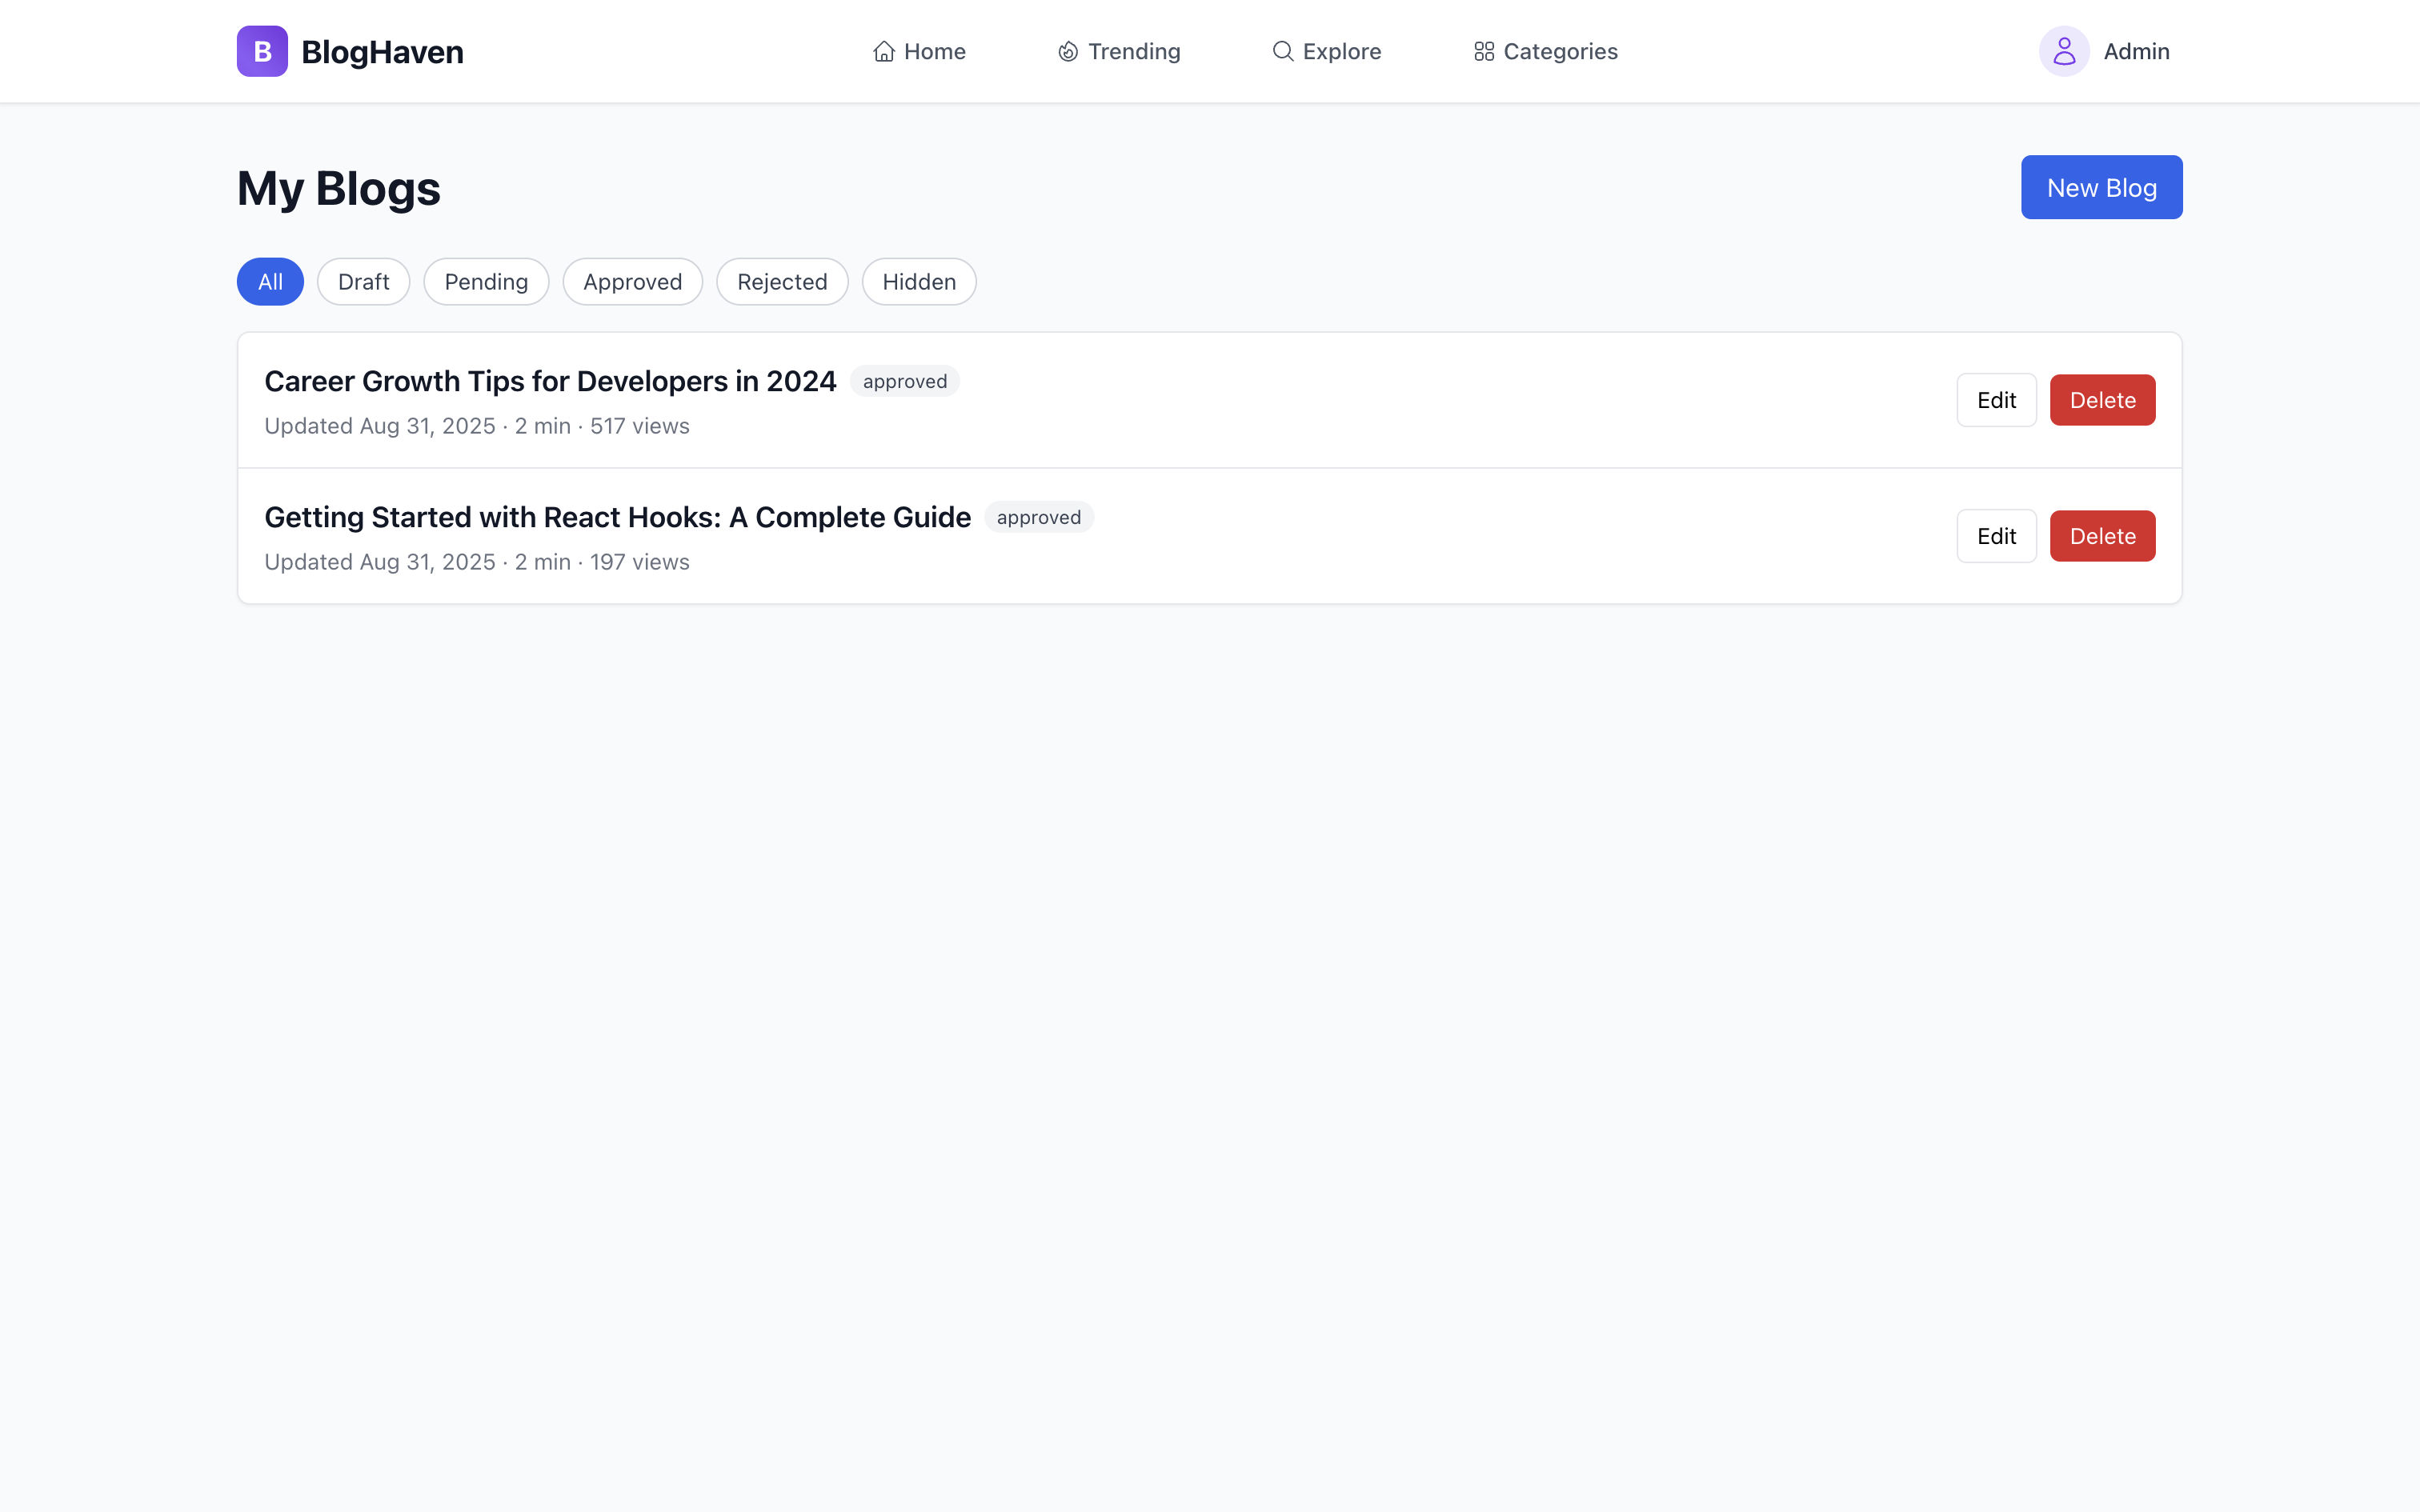 B BlogHaven Home Trending Explore Categories Admin
My Blogs New Blog
All Draft Pending Approved Rejected Hidden
Career Growth Tips for Developers in 2024 approved
Updated Aug 31, 2025 · 2 min · 517 views
Edit Delete
Getting Started with React Hooks: A Complete Guide approved
Updated Aug 31, 2025 · 2 min · 197 views
Edit Delete